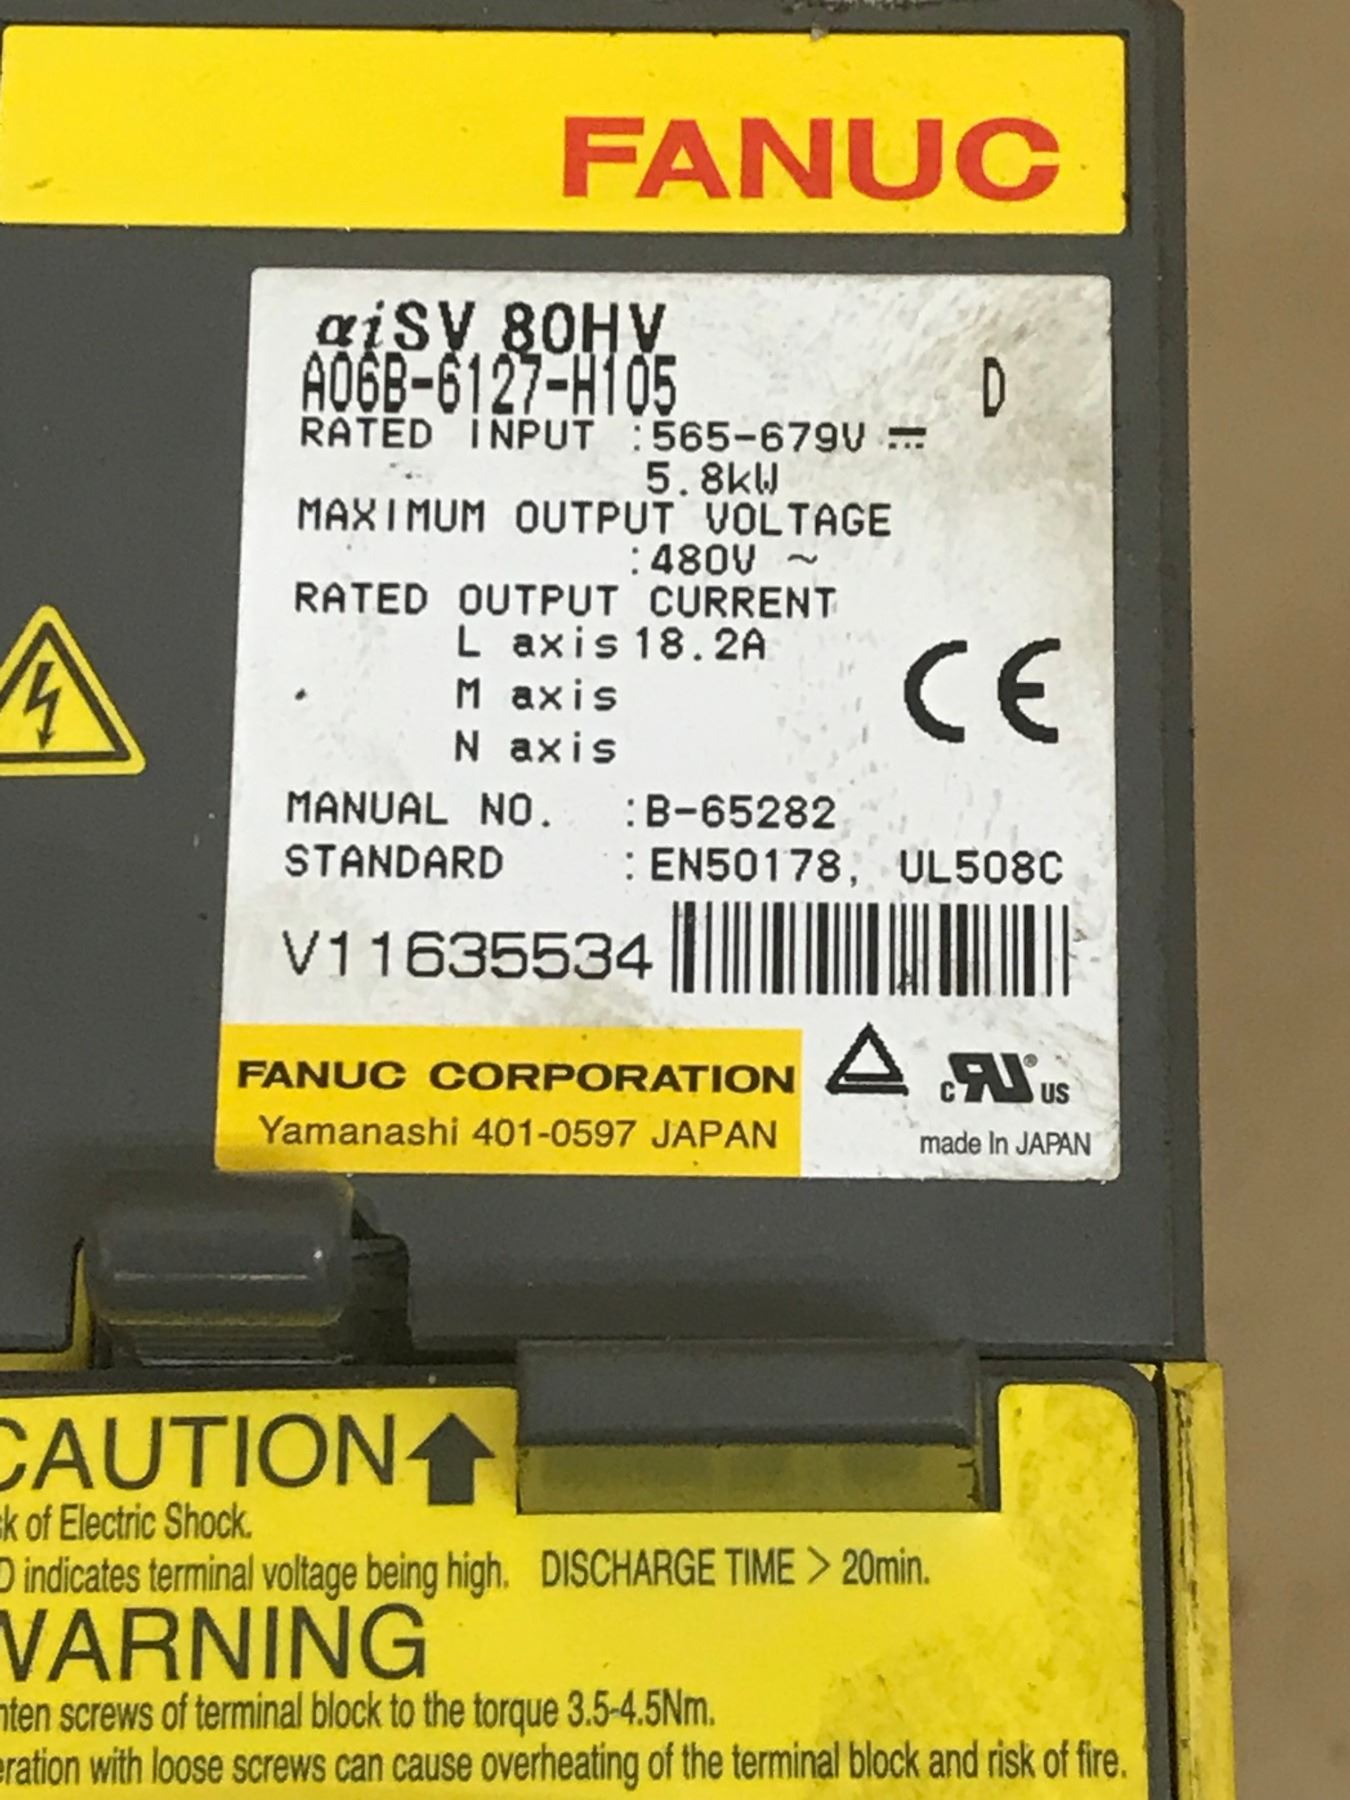 FANUC
αiSV 80HV
A06B-6127-H105 D
RATED INPUT :565-679V ⎓
5.8kW
MAXIMUM OUTPUT VOLTAGE
:480V ~
RATED OUTPUT CURRENT
L axis 18.2A
M axis
N axis
CE
MANUAL NO. :B-65282
STANDARD :EN50178, UL508C
V11635534
FANUC CORPORATION
Yamanashi 401-0597 JAPAN
c RU ® US
made In JAPAN
CAUTION
of Electric Shock.
indicates terminal voltage being high. DISCHARGE TIME > 20min.
WARNING
screws of terminal block to the torque 3.5-4.5Nm.
with loose screws can cause overheating of the terminal block and risk of fire.